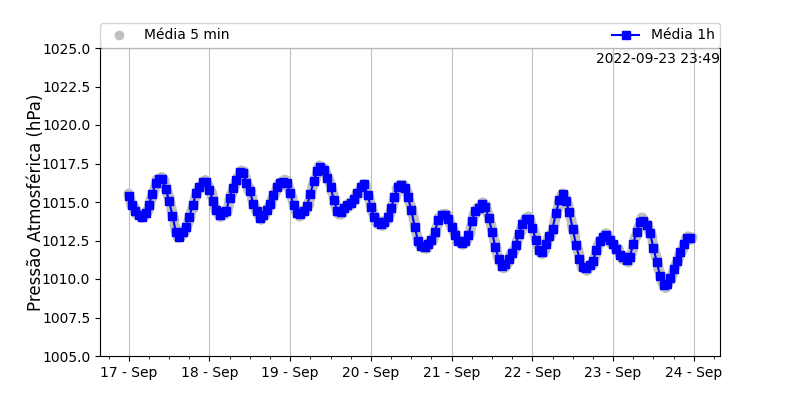 Média 5 min
Média 1h
2022-09-23 23:49
Pressão Atmosférica (hPa)
1025.0
1022.5
1020.0
1017.5
1015.0
1012.5
1010.0
1007.5
1005.0
17 - Sep
18 - Sep
19 - Sep
20 - Sep
21 - Sep
22 - Sep
23 - Sep
24 - Sep